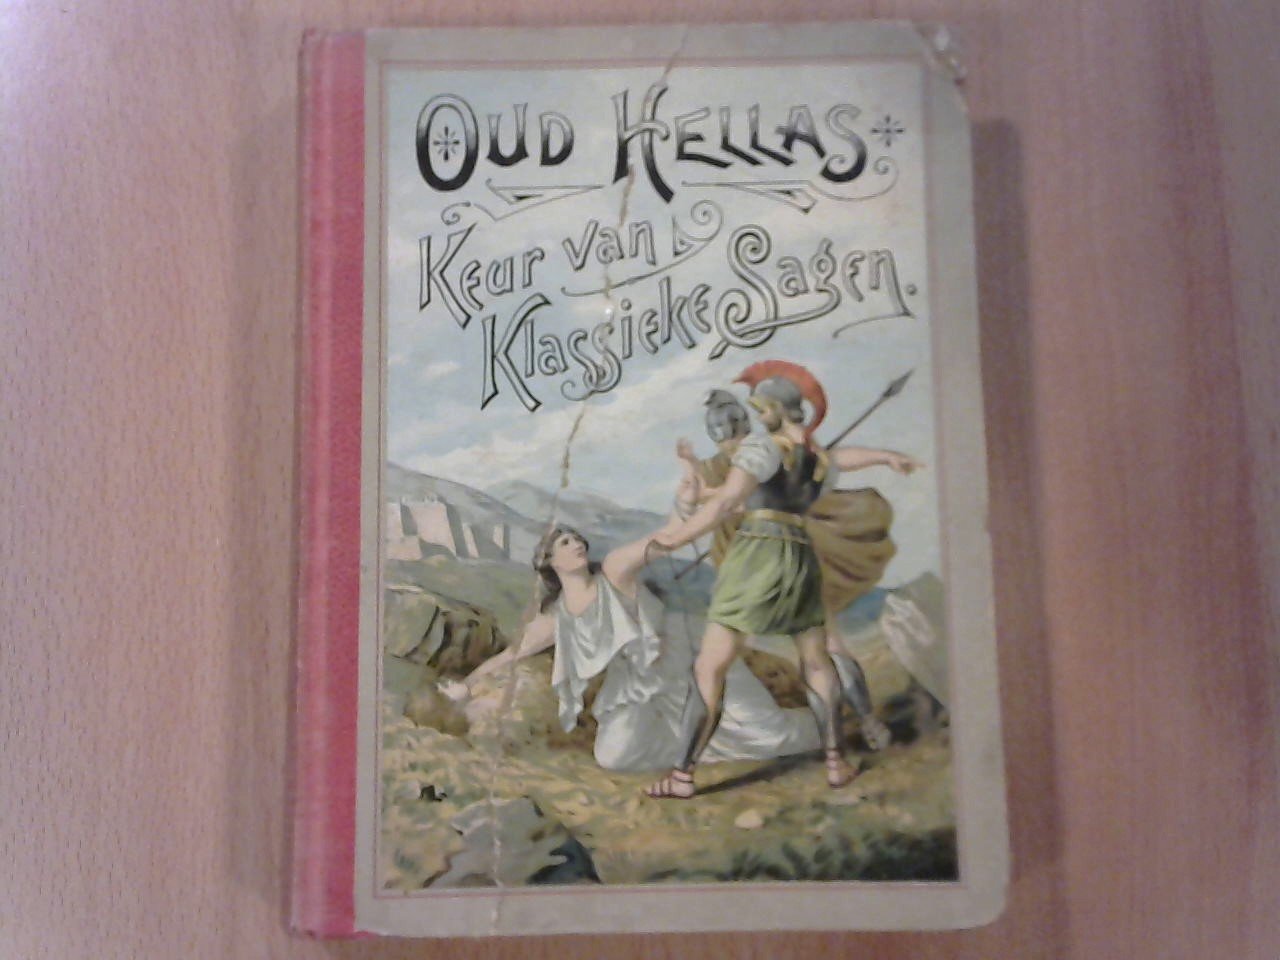 OUD HELLAS
KEUR VAN
KLASSIEKE SAGEN.